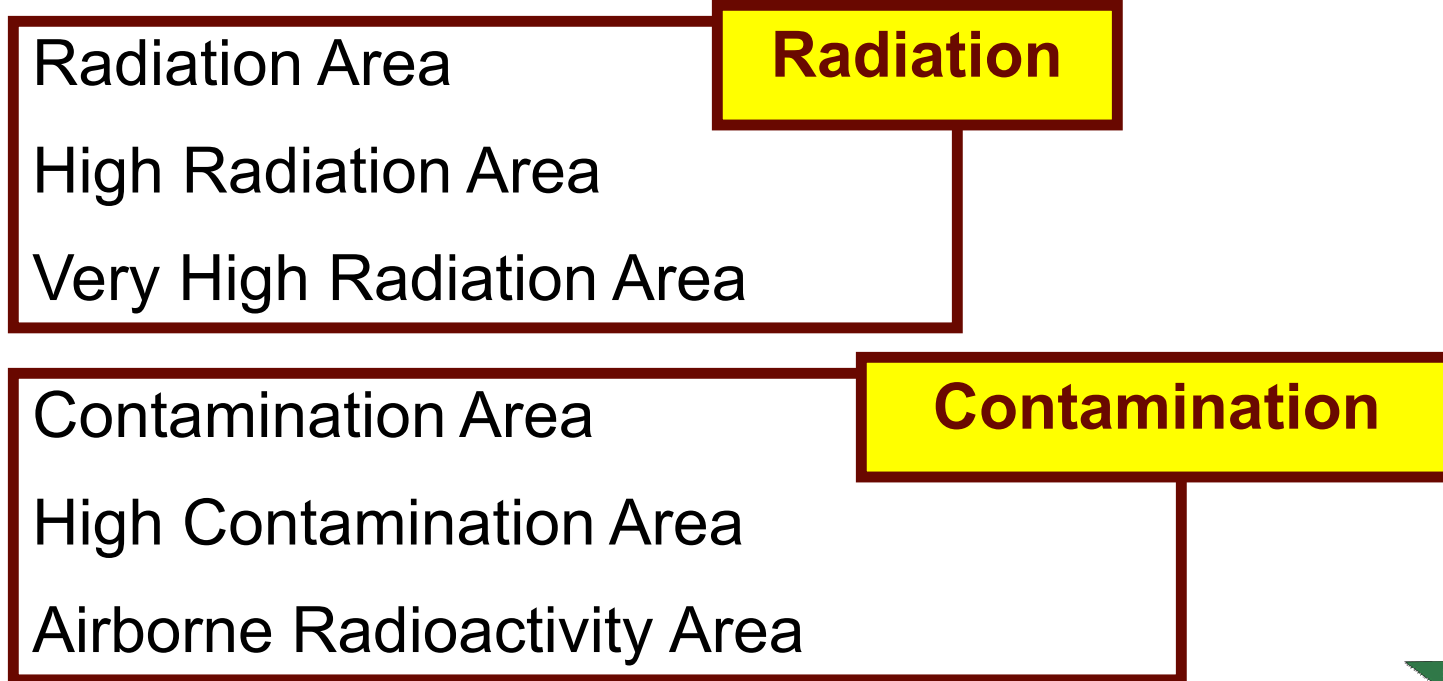 Radiation
Radiation Area
High Radiation Area
Very High Radiation Area
Contamination
Contamination Area
High Contamination Area
Airborne Radioactivity Area